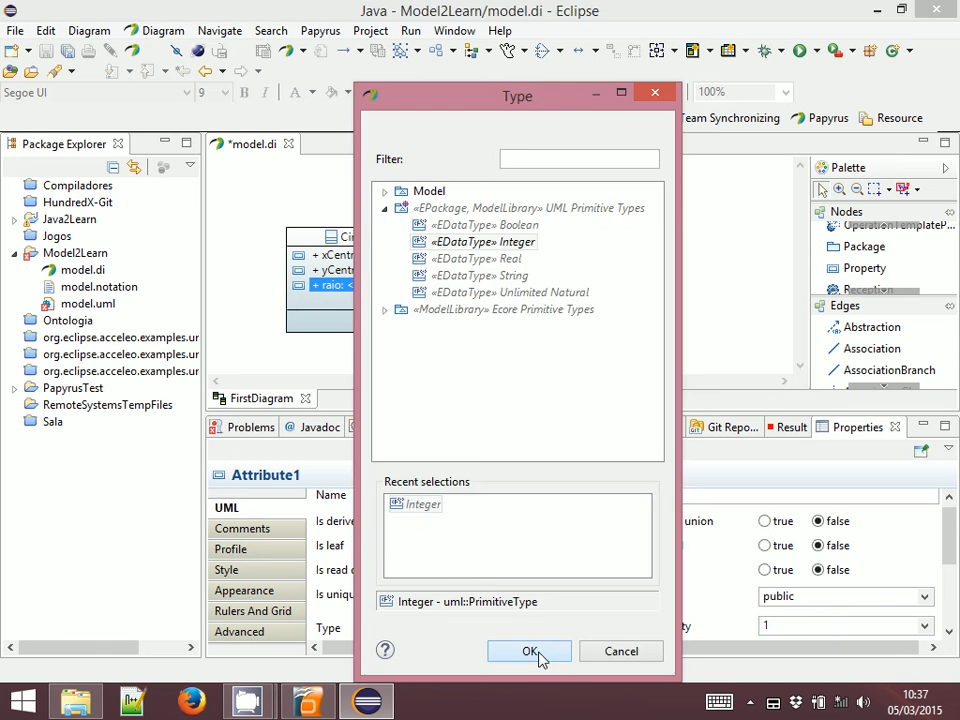 Java - Model2Learn/model.di - Eclipse
File Edit Diagram Diagram Navigate Search Papyrus Project Run Window Help
Segoe UI 9 B I A 100%
Team Synchronizing Papyrus Resource
Package Explorer
Compiladores
HundredX-Git
Java2Learn
Jogos
Model2Learn
model.di
model.notation
model.uml
Ontologia
org.eclipse.acceleo.examples.ur
org.eclipse.acceleo.examples.ur
org.eclipse.acceleo.examples.ur
PapyrusTest
RemoteSystemsTempFiles
Sala
*model.di
+ xCentr
+ yCentr
+ raio: <
FirstDiagram
Type
Filter:
Model
«EPackage, ModelLibrary» UML Primitive Types
«EDataType» Boolean
«EDataType» Integer
«EDataType» Real
«EDataType» String
«EDataType» Unlimited Natural
«ModelLibrary» Ecore Primitive Types
Recent selections
Integer
Integer - uml::PrimitiveType
OK Cancel
Palette
Nodes
OperationTemplateP...
Package
Property
Reception
Edges
Abstraction
Association
AssociationBranch
Problems @ Javadoc
Git Repo... Result Properties
Attribute1
UML
Comments
Profile
Style
Appearance
Rulers And Grid
Advanced
Name
Is derive
Is leaf
Is read o
Is uniqu
Type
union true false
true false
true false
public
ty 1
10:37
05/03/2015